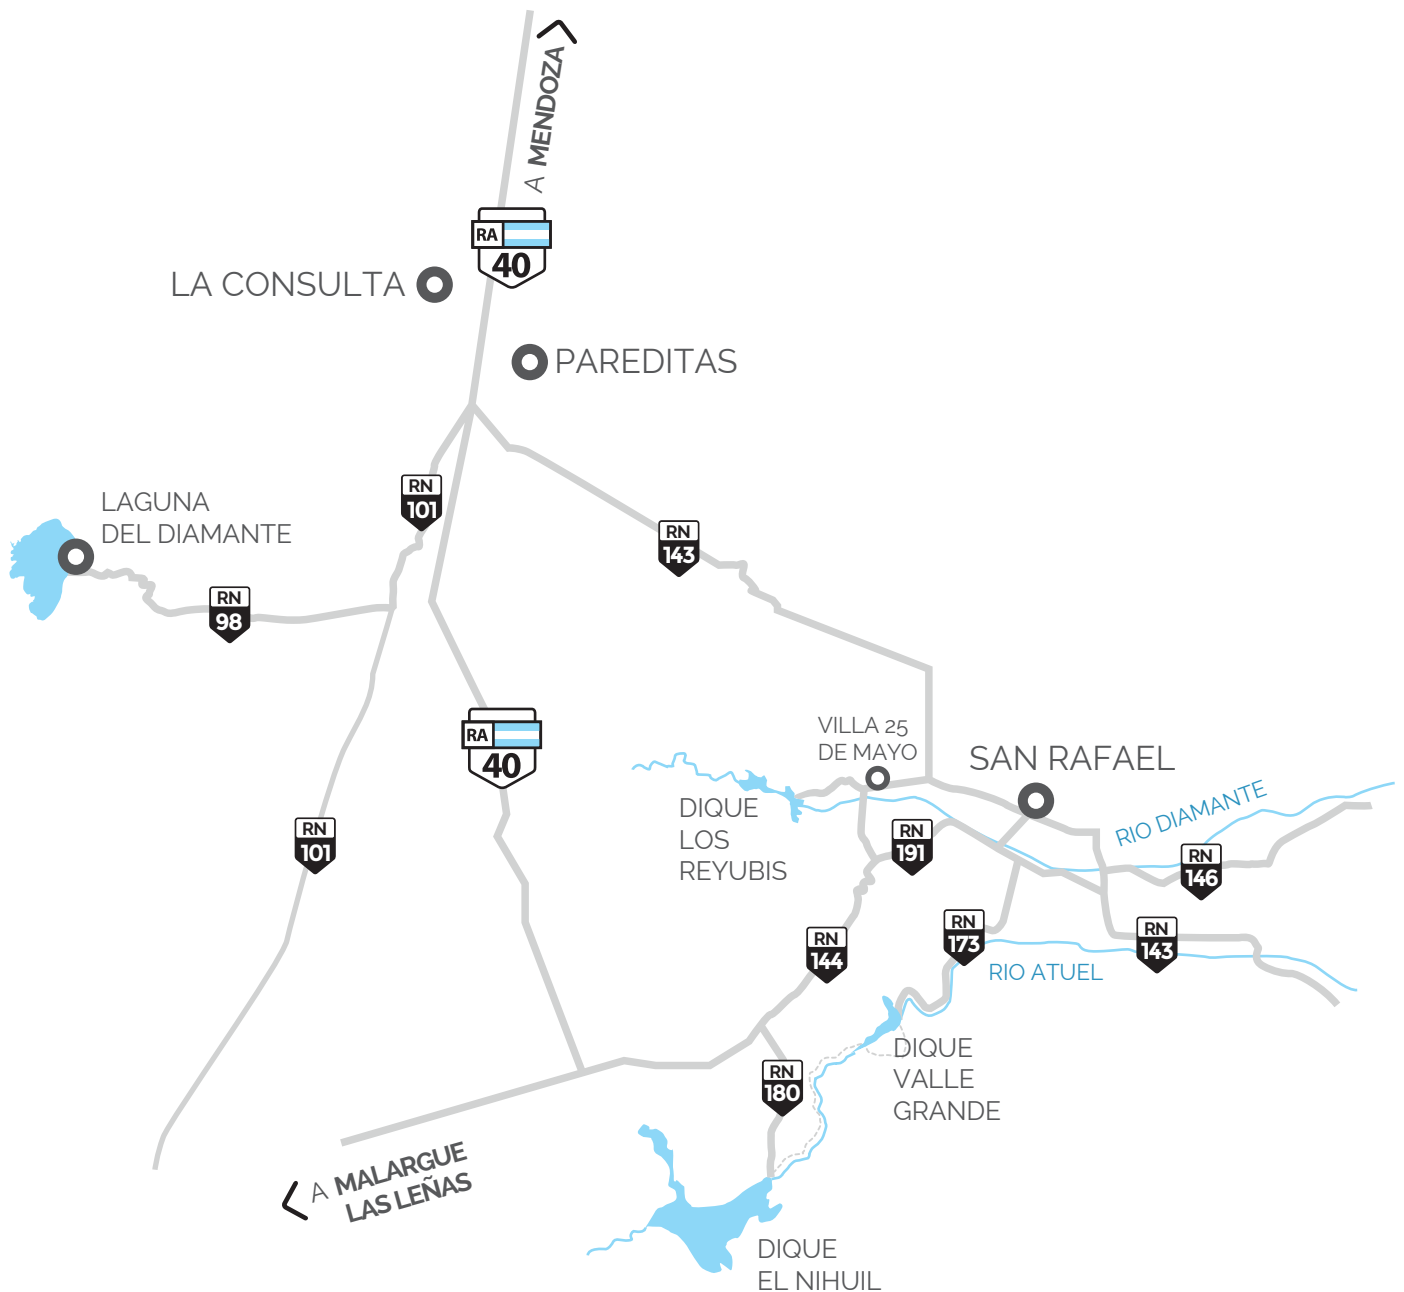 A MENDOZA
RA
40
LA CONSULTA
PAREDITAS
RN
101
LAGUNA
DEL DIAMANTE
RN
143
RN
98
RA
40
VILLA 25
DE MAYO
SAN RAFAEL
DIQUE
LOS
REYUBIS
RIO DIAMANTE
RN
101
RN
191
RN
146
RN
144
RN
173
RN
143
RIO ATUEL
DIQUE
VALLE
GRANDE
RN
180
A MALARGUE
LAS LEÑAS
DIQUE
EL NIHUIL